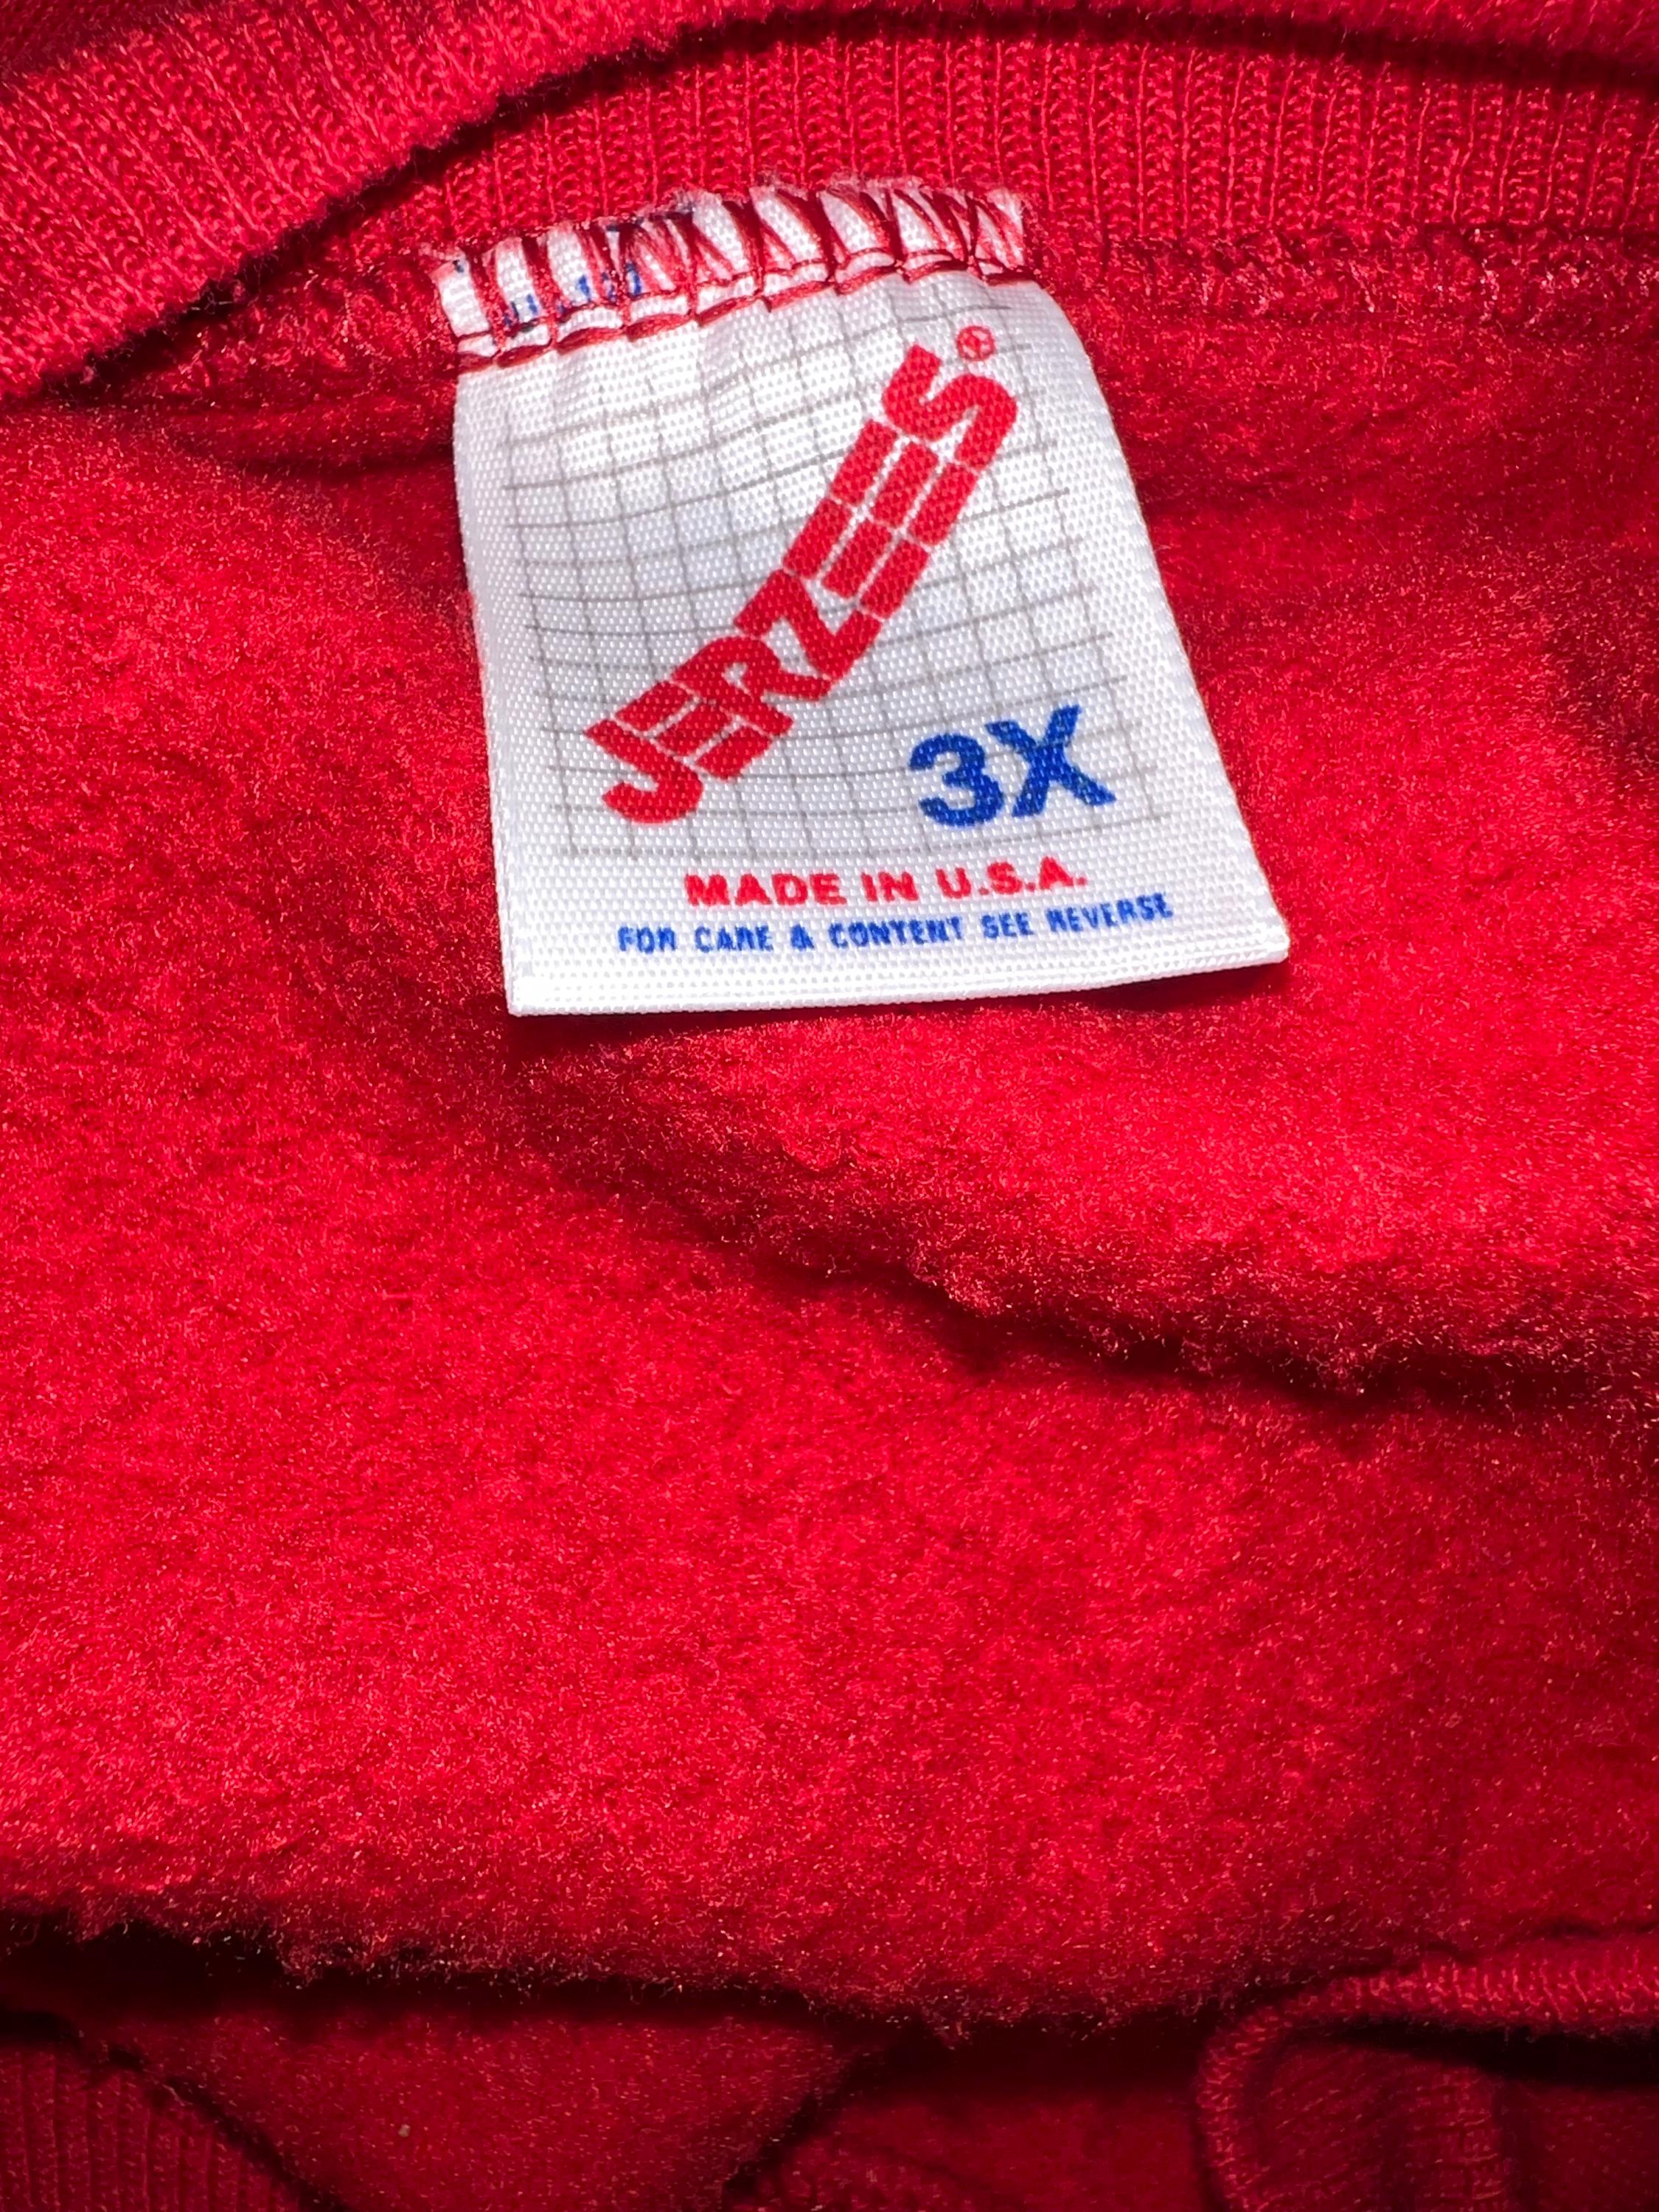 JERZEES®
3X
MADE IN U.S.A.
FOR CARE & CONTENT SEE REVERSE